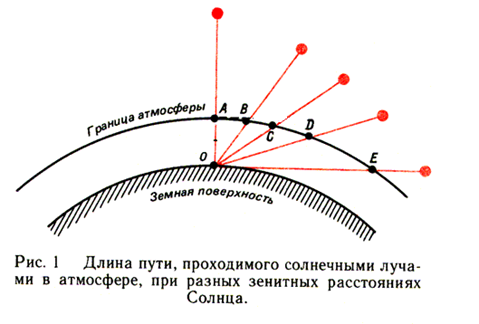 Граница атмосферы
A
B
C
D
E
O
Земная поверхность
Рис. 1 Длина пути, проходимого солнечными луча-
ми в атмосфере, при разных зенитных расстояниях
Солнца.